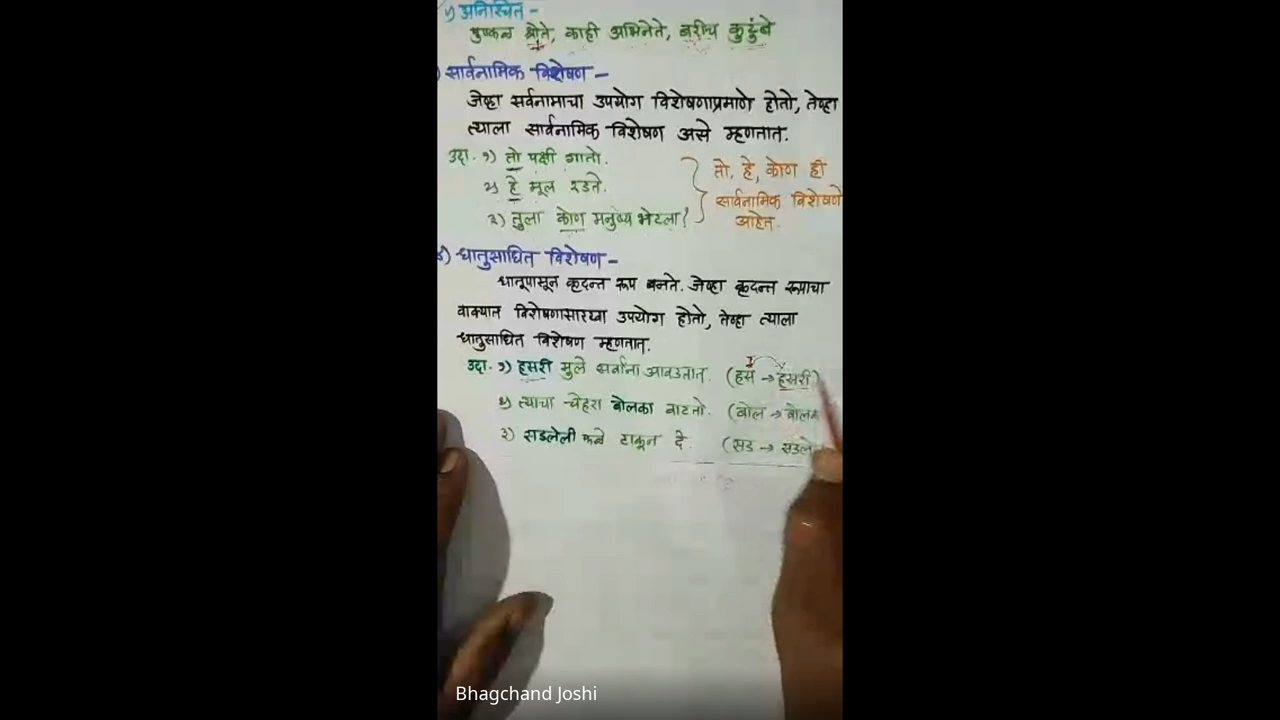 ५) अनिश्चित -
पुष्कळ श्रोते, काही अभिनेते, बरीच कुटुंबे
) सार्वनामिक विशेषण -
जेव्हा सर्वनामाचा उपयोग विशेषणाप्रमाणे होतो, तेव्हा
त्याला सार्वनामिक विशेषण असे म्हणतात.
उदा. १) तो पक्षी गातो.
२) हे मूल रडते.
३) तुला कोण मनुष्य भेटला?
तो, हे, कोण ही
सार्वनामिक विशेषणे
आहेत.
४) धातुसाधित विशेषण -
धातूपासून कृदन्त रूप बनते. जेव्हा कृदन्त रूपाचा
वाक्यात विशेषणासारखा उपयोग होतो, तेव्हा त्याला
धातुसाधित विशेषण म्हणतात.
उदा. १) हसरी मुले सर्वांना आवडतात. (हस → हसरी)
२) त्याचा चेहरा बोलका वाटतो. (बोल → बोल
३) सडलेली फळे टाकून दे. (सड → सडले
Bhagchand Joshi